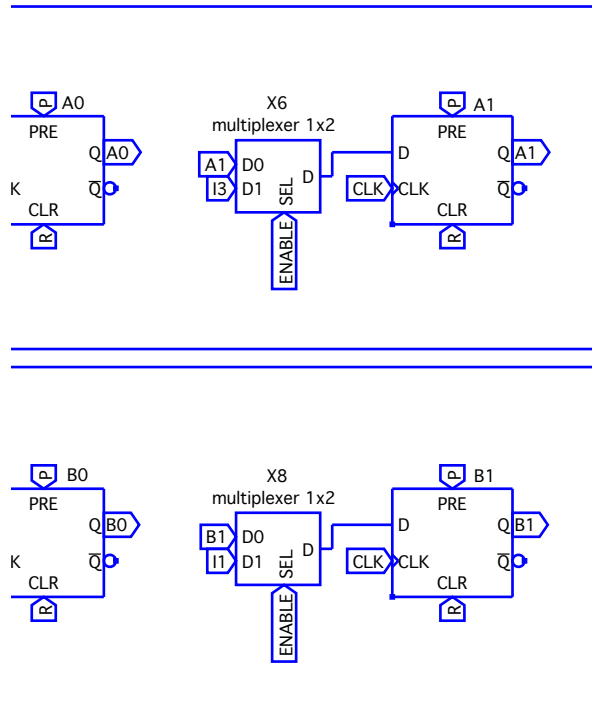 P A0
PRE
Q A0
K Q
CLR
R
X6
multiplexer 1x2
A1 D0
I3 D1
D
SEL
ENABLE
P A1
PRE
D Q A1
CLK CLK Q
CLR
R
P B0
PRE
Q B0
K Q
CLR
R
X8
multiplexer 1x2
B1 D0
I1 D1
D
SEL
ENABLE
P B1
PRE
D Q B1
CLK CLK Q
CLR
R